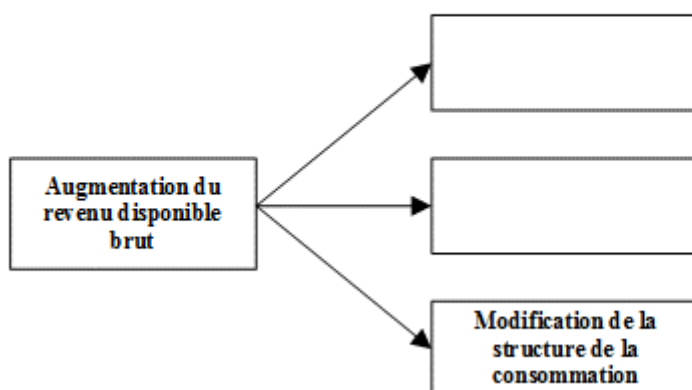 Augmentation du
revenu disponible
brut
Modification de la
structure de la
consommation